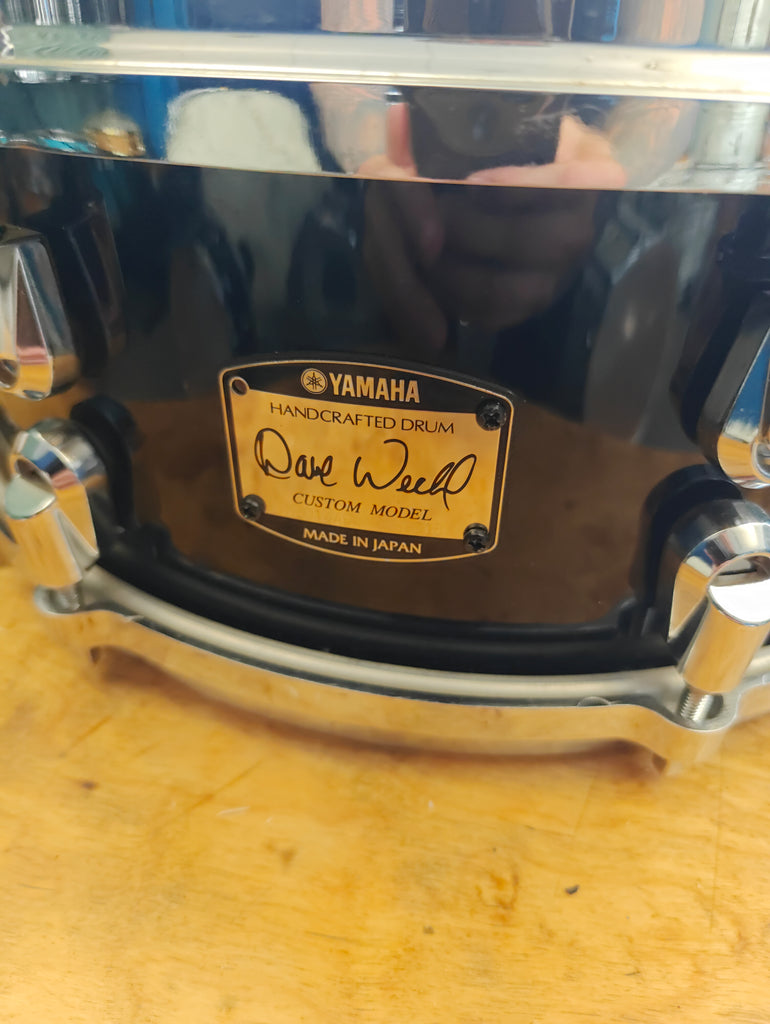 YAMAHA
HANDCRAFTED DRUM
Dave Weckl
CUSTOM MODEL
MADE IN JAPAN